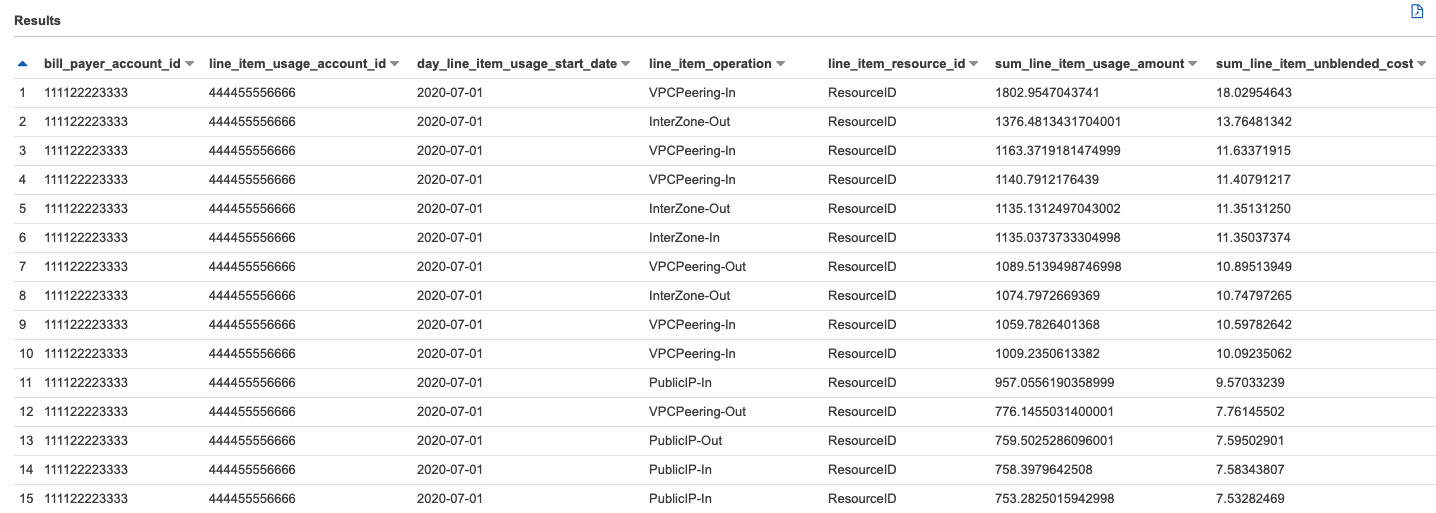 Results
bill_payer_account_id line_item_usage_account_id day_line_item_usage_start_date line_item_operation line_item_resource_id sum_line_item_usage_amount sum_line_item_unblended_cost
1 111122223333 444455556666 2020-07-01 VPCPeering-In ResourceID 1802.9547043741 18.02954643
2 111122223333 444455556666 2020-07-01 InterZone-Out ResourceID 1376.4813431704001 13.76481342
3 111122223333 444455556666 2020-07-01 VPCPeering-In ResourceID 1163.3719181474999 11.63371915
4 111122223333 444455556666 2020-07-01 VPCPeering-In ResourceID 1140.7912176439 11.40791217
5 111122223333 444455556666 2020-07-01 InterZone-Out ResourceID 1135.1312497043002 11.35131250
6 111122223333 444455556666 2020-07-01 InterZone-In ResourceID 1135.0373733304998 11.35037374
7 111122223333 444455556666 2020-07-01 VPCPeering-Out ResourceID 1089.5139498746998 10.89513949
8 111122223333 444455556666 2020-07-01 InterZone-Out ResourceID 1074.7972669369 10.74797265
9 111122223333 444455556666 2020-07-01 VPCPeering-In ResourceID 1059.7826401368 10.59782642
10 111122223333 444455556666 2020-07-01 VPCPeering-In ResourceID 1009.2350613382 10.09235062
11 111122223333 444455556666 2020-07-01 PublicIP-In ResourceID 957.0556190358999 9.57033239
12 111122223333 444455556666 2020-07-01 VPCPeering-Out ResourceID 776.1455031400001 7.76145502
13 111122223333 444455556666 2020-07-01 PublicIP-Out ResourceID 759.5025286096001 7.59502901
14 111122223333 444455556666 2020-07-01 PublicIP-In ResourceID 758.3979642508 7.58343807
15 111122223333 444455556666 2020-07-01 PublicIP-In ResourceID 753.2825015942998 7.53282469